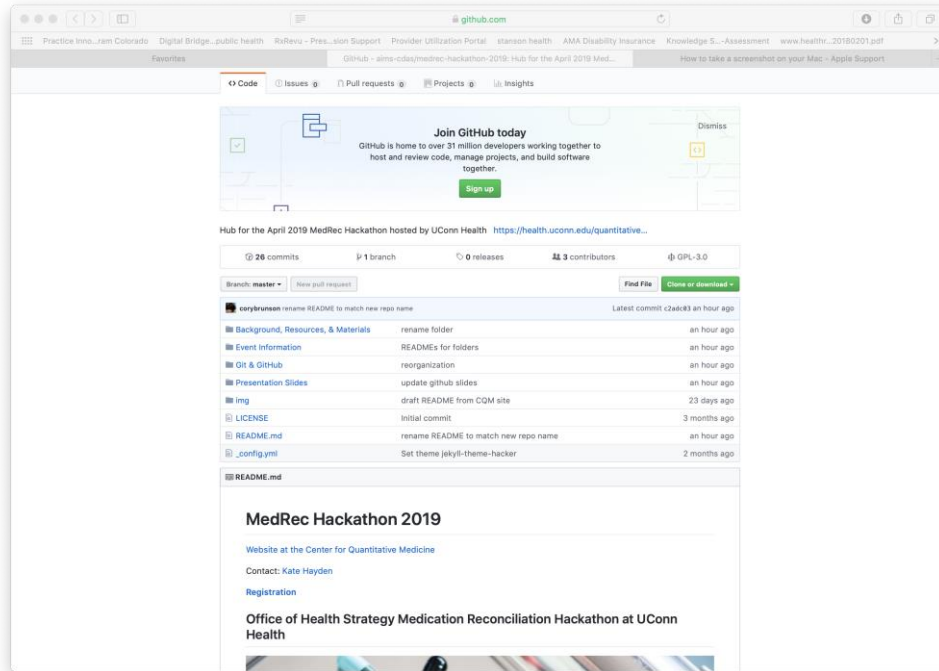 github.com
Practice Inno...ram Colorado Digital Bridge...public health RxRevu – Pres...sion Support Provider Utilization Portal stanson health AMA Disability Insurance Knowledge S...-Assessment www.healthr...20180201.pdf
Favorites GitHub - aims-cdas/medrec-hackathon-2019: Hub for the April 2019 Med... How to take a screenshot on your Mac - Apple Support
Code Issues 0 Pull requests 0 Projects 0 Insights
Join GitHub today
Dismiss
GitHub is home to over 31 million developers working together to
host and review code, manage projects, and build software
together.
Sign up
Hub for the April 2019 MedRec Hackathon hosted by UConn Health https://health.uconn.edu/quantitative...
26 commits 1 branch 0 releases 3 contributors GPL-3.0
Branch: master New pull request Find File Clone or download
corybrunson rename README to match new repo name Latest commit c2adc83 an hour ago
Background, Resources, & Materials rename folder an hour ago
Event Information READMEs for folders an hour ago
Git & GitHub reorganization an hour ago
Presentation Slides update github slides an hour ago
img draft README from CQM site 23 days ago
LICENSE Initial commit 3 months ago
README.md rename README to match new repo name an hour ago
_config.yml Set theme jekyll-theme-hacker 2 months ago
README.md
MedRec Hackathon 2019
Website at the Center for Quantitative Medicine
Contact: Kate Hayden
Registration
Office of Health Strategy Medication Reconciliation Hackathon at UConn
Health